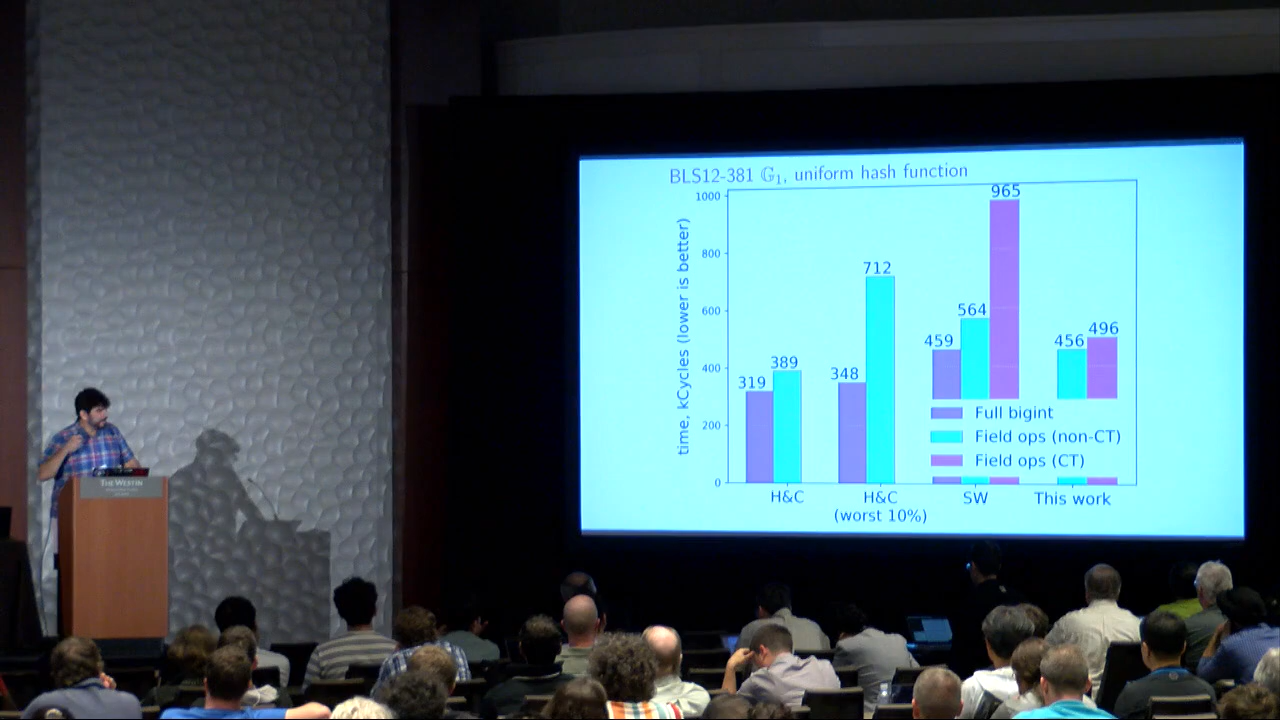 BLS12-381 𝔾₁, uniform hash function
time, kCycles (lower is better)
1000
800
600
400
200
0
319
389
348
712
459
564
965
456
496
Full bigint
Field ops (non-CT)
Field ops (CT)
H&C
H&C
(worst 10%)
SW
This work
THE WESTIN